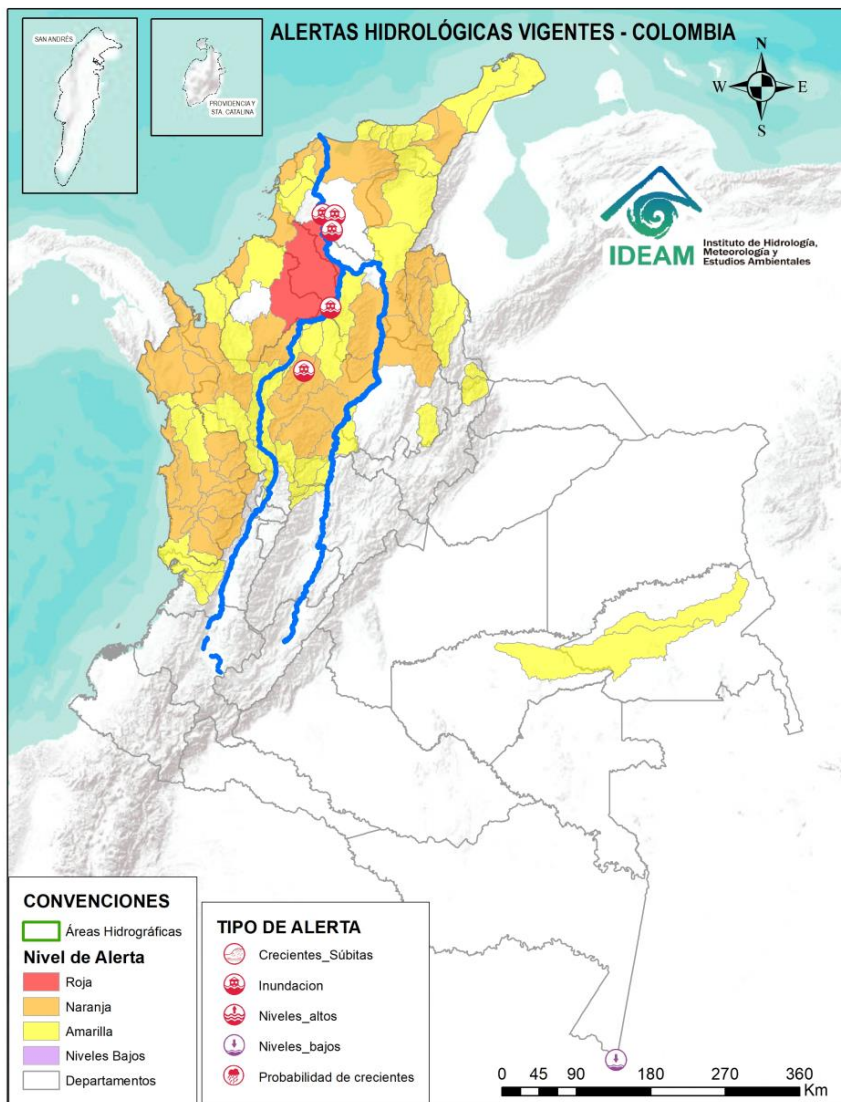 ALERTAS HIDROLÓGICAS VIGENTES - COLOMBIA
SAN ANDRÉS
PROVIDENCIA Y
STA. CATALINA
N
W
E
S
IDEAM
Instituto de Hidrología,
Meteorología y
Estudios Ambientales
CONVENCIONES
Áreas Hidrográficas
Nivel de Alerta
Roja
Naranja
Amarilla
Niveles Bajos
Departamentos
TIPO DE ALERTA
Crecientes_Súbitas
Inundacion
Niveles_altos
Niveles_bajos
Probabilidad de crecientes
0 45 90 180 270 360
Km